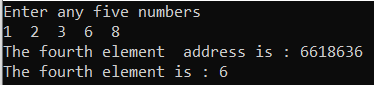 Enter any five numbers
1  2  3  6  8
The fourth element  address is : 6618636
The fourth element is : 6